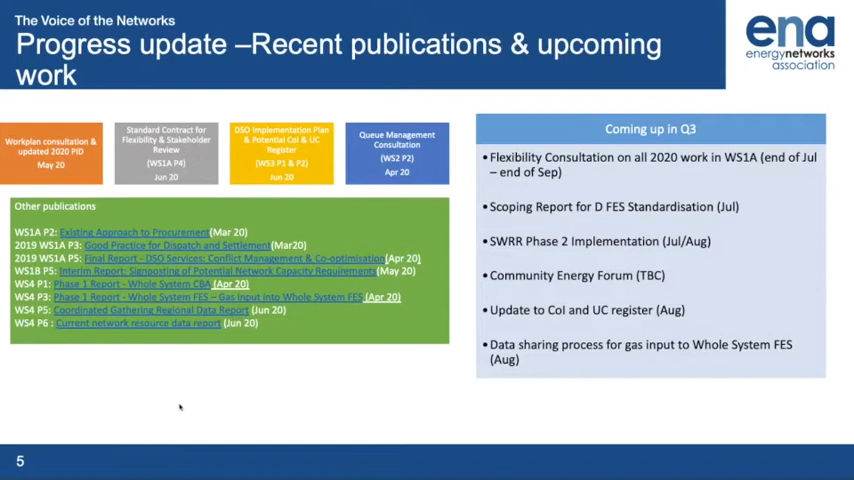 The Voice of the Networks
Progress update –Recent publications & upcoming
work
ena
energynetworks
association
Workplan consultation &
updated 2020 PID
May 20
Standard Contract for
Flexibility & Stakeholder
Review
(WS1A P4)
Jun 20
DSO Implementation Plan
& Potential CoI & UC
Register
(WS3 P1 & P2)
Jun 20
Queue Management
Consultation
(WS2 P2)
Apr 20
Other publications
WS1A P2: Existing Approach to Procurement(Mar 20)
2019 WS1A P3: Good Practice for Dispatch and Settlement(Mar20)
2019 WS1A P5: Final Report - DSO Services: Conflict Management & Co-optimisation(Apr 20)
WS1B P5: Interim Report: Signposting of Potential Network Capacity Requirements(May 20)
WS4 P1: Phase 1 Report - Whole System CBA (Apr 20)
WS4 P3: Phase 1 Report - Whole System FES – Gas Input into Whole System FES (Apr 20)
WS4 P5: Coordinated Gathering Regional Data Report (Jun 20)
WS4 P6 : Current network resource data report (Jun 20)
Coming up in Q3
•Flexibility Consultation on all 2020 work in WS1A (end of Jul
– end of Sep)
•Scoping Report for D FES Standardisation (Jul)
•SWRR Phase 2 Implementation (Jul/Aug)
•Community Energy Forum (TBC)
•Update to CoI and UC register (Aug)
•Data sharing process for gas input to Whole System FES
(Aug)
5